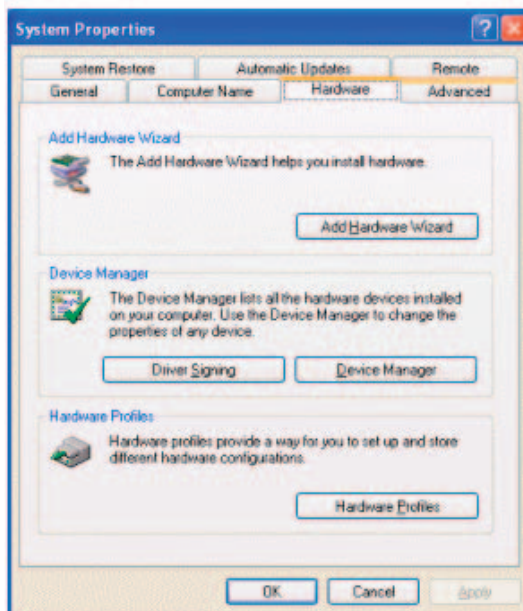 System Properties
System Restore Automatic Updates Remote
General Computer Name Hardware Advanced
Add Hardware Wizard
The Add Hardware Wizard helps you install hardware.
Add Hardware Wizard
Device Manager
The Device Manager lists all the hardware devices installed
on your computer. Use the Device Manager to change the
properties of any device.
Driver Signing Device Manager
Hardware Profiles
Hardware profiles provide a way for you to set up and store
different hardware configurations.
Hardware Profiles
OK Cancel Apply